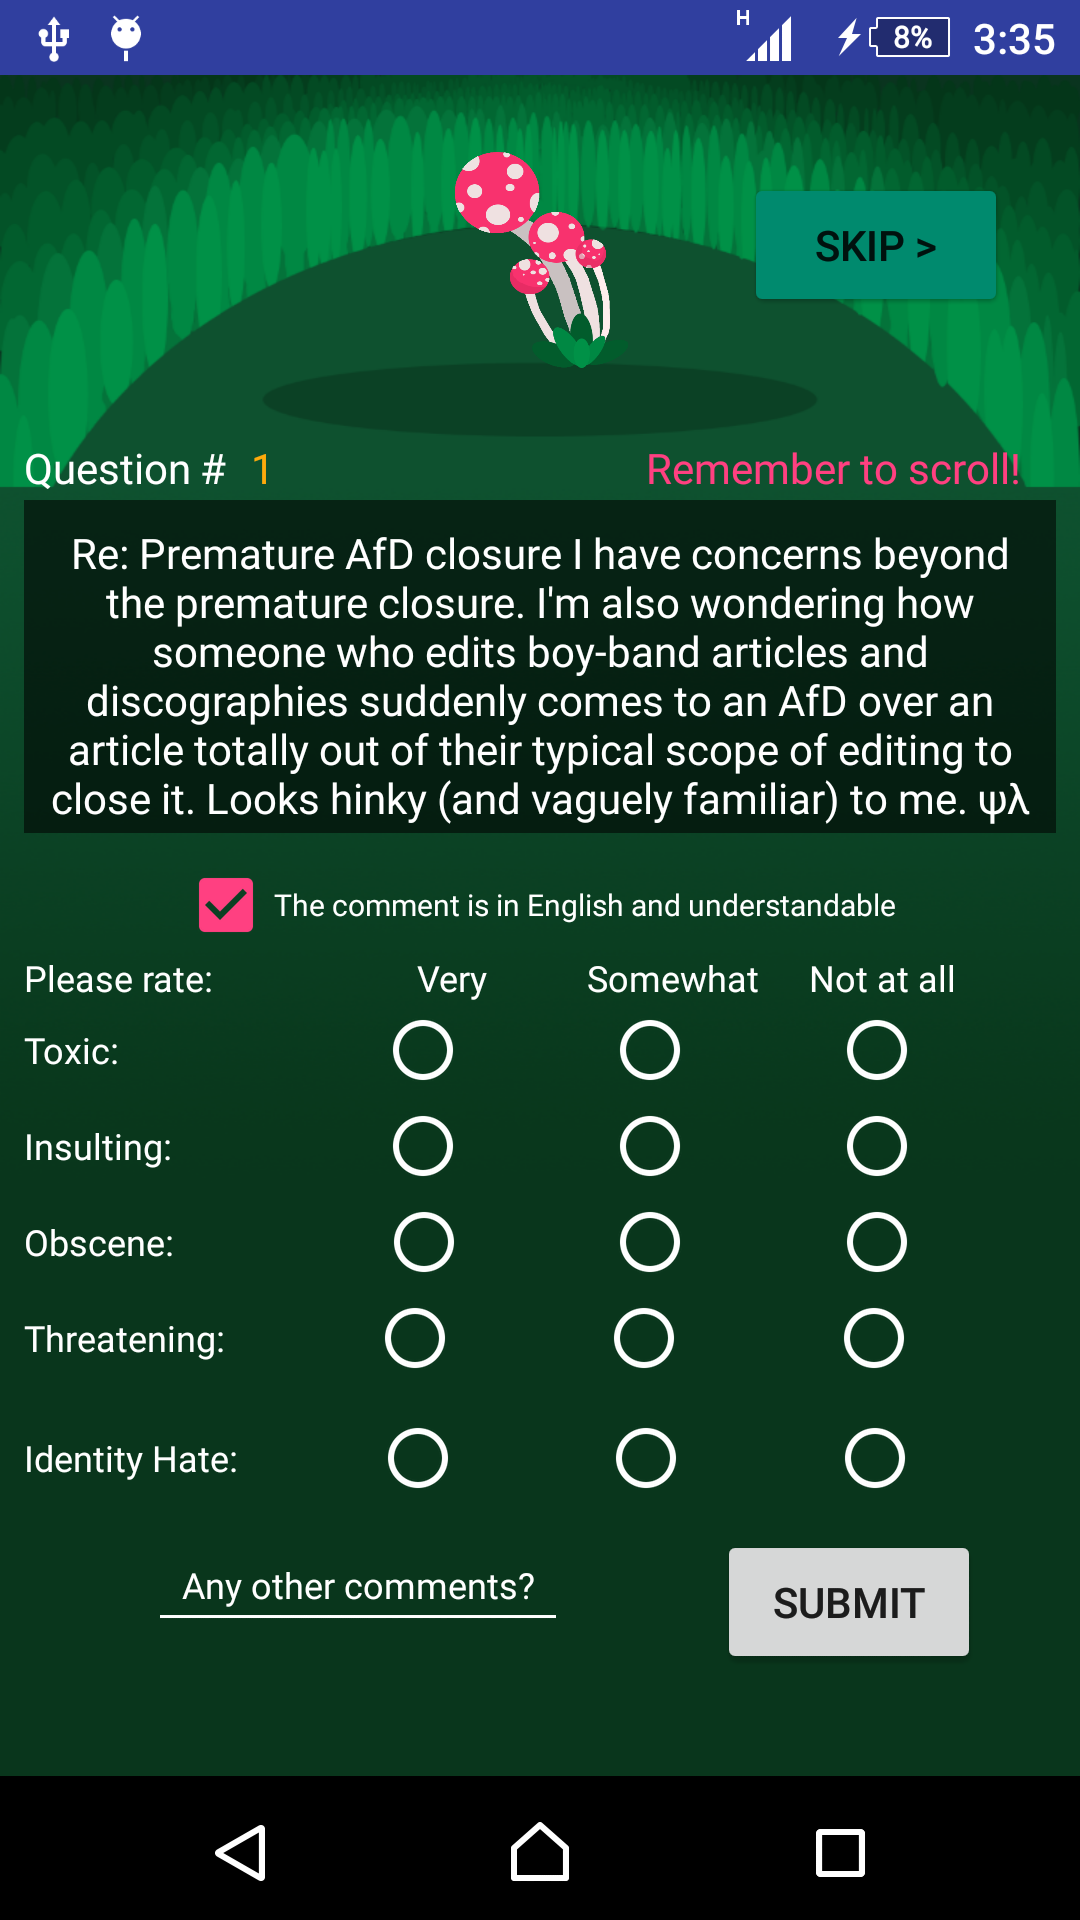 H
8%
3:35
SKIP >
Question # 1
Remember to scroll!
Re: Premature AfD closure I have concerns beyond
the premature closure. I'm also wondering how
someone who edits boy-band articles and
discographies suddenly comes to an AfD over an
article totally out of their typical scope of editing to
close it. Looks hinky (and vaguely familiar) to me. ψλ
The comment is in English and understandable
Please rate: Very Somewhat Not at all
Toxic:
Insulting:
Obscene:
Threatening:
Identity Hate:
Any other comments?
SUBMIT